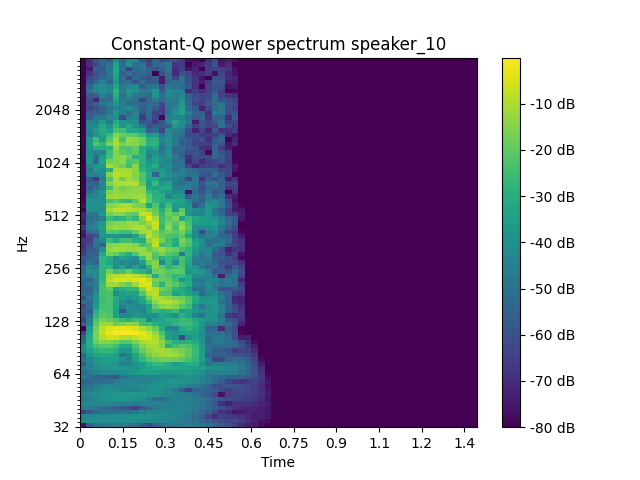 Constant-Q power spectrum speaker_10
Hz
2048
1024
512
256
128
64
32
0 0.15 0.3 0.45 0.6 0.75 0.9 1.1 1.2 1.4
Time
-10 dB
-20 dB
-30 dB
-40 dB
-50 dB
-60 dB
-70 dB
-80 dB